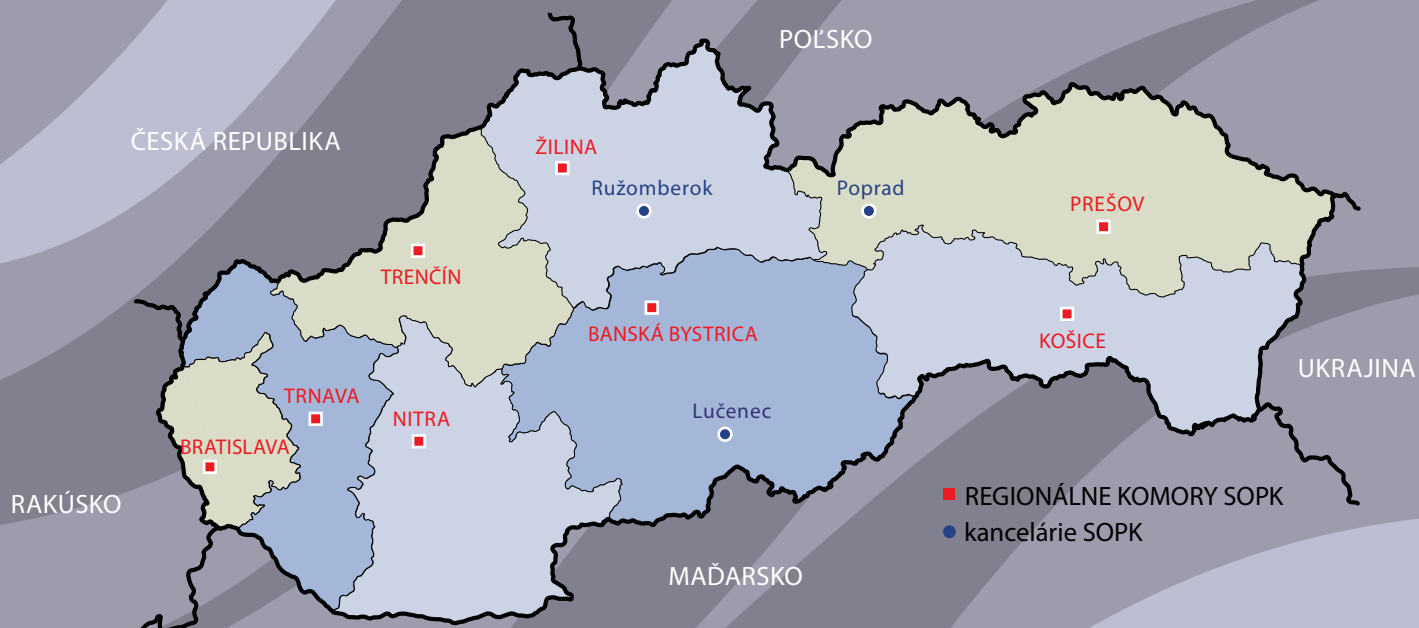 POĽSKO
ČESKÁ REPUBLIKA
ŽILINA
Ružomberok
Poprad
PREŠOV
TRENČÍN
BANSKÁ BYSTRICA
KOŠICE
UKRAJINA
TRNAVA
NITRA
Lučenec
BRATISLAVA
RAKÚSKO
REGIONÁLNE KOMORY SOPK
kancelárie SOPK
MAĎARSKO